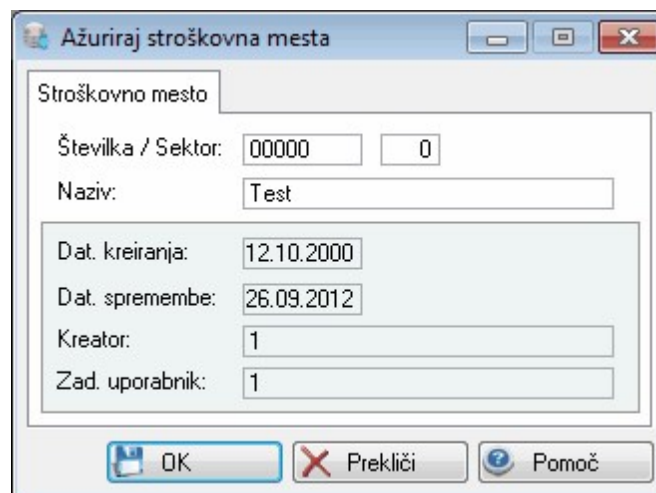 Ažuriraj stroškovna mesta
Stroškovno mesto
Številka / Sektor: 00000 0
Naziv: Test
Dat. kreiranja: 12.10.2000
Dat. spremembe: 26.09.2012
Kreator: 1
Zad. uporabnik: 1
OK Prekliči Pomoč